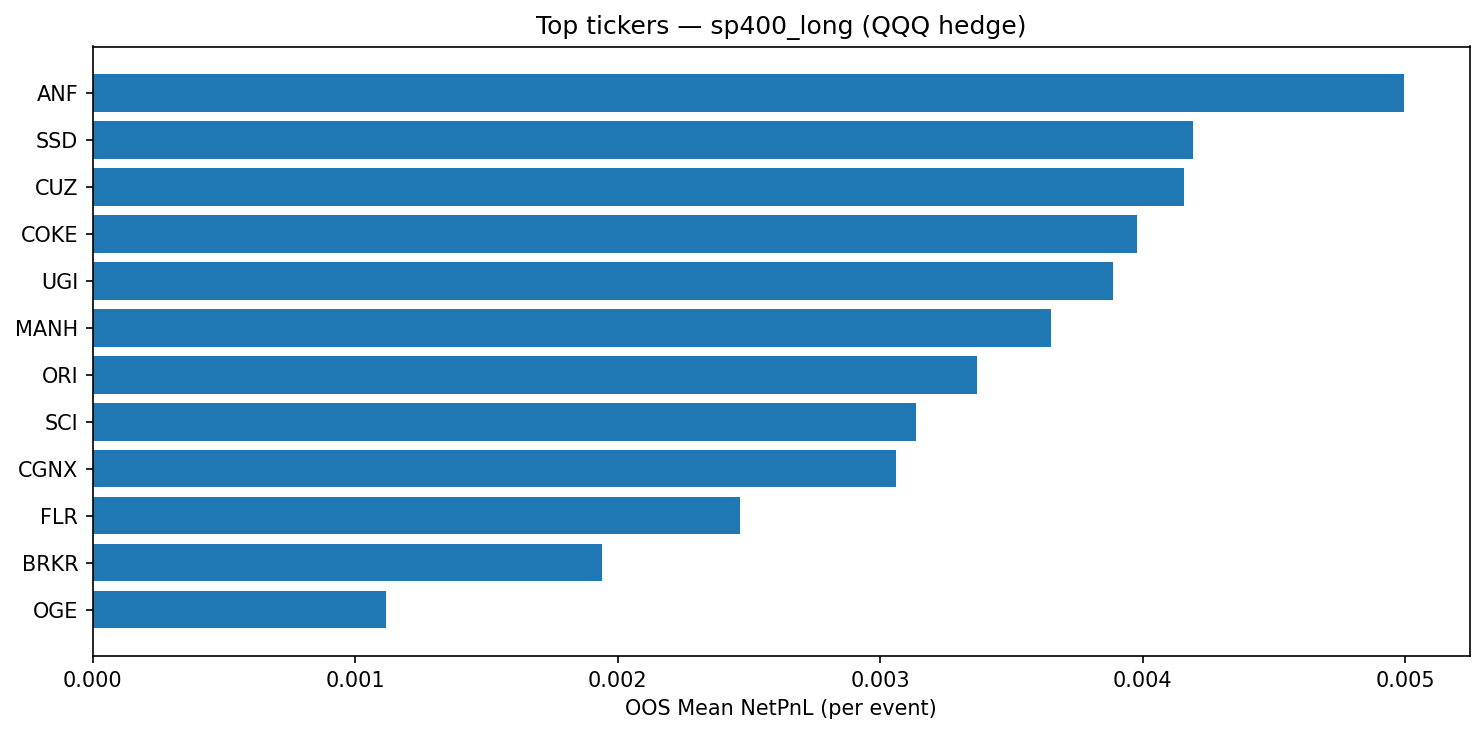 Top tickers — sp400_long (QQQ hedge)
ANF
SSD
CUZ
COKE
UGI
MANH
ORI
SCI
CGNX
FLR
BRKR
OGE
0.000 0.001 0.002 0.003 0.004 0.005
OOS Mean NetPnL (per event)